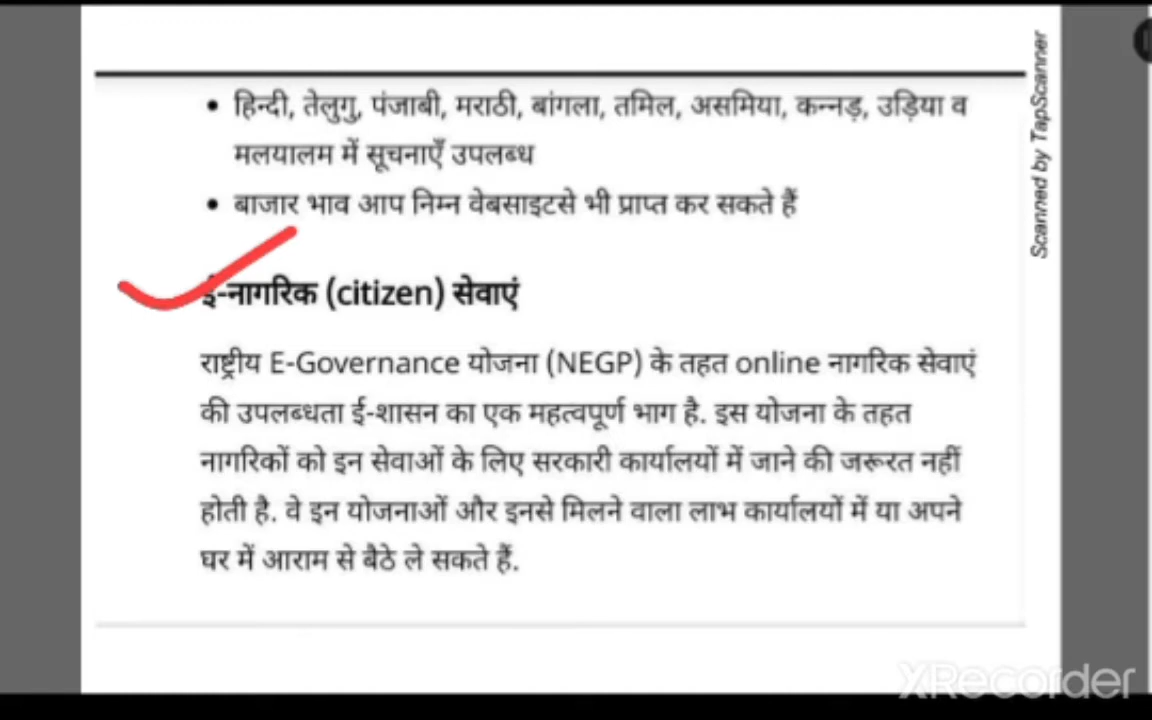 • हिन्दी, तेलुगु, पंजाबी, मराठी, बांगला, तमिल, असमिया, कन्नड़, उड़िया व
मलयालम में सूचनाएँ उपलब्ध
• बाजार भाव आप निम्न वेबसाइटसे भी प्राप्त कर सकते हैं
ई-नागरिक (citizen) सेवाएं
राष्ट्रीय E-Governance योजना (NEGP) के तहत online नागरिक सेवाएं
की उपलब्धता ई-शासन का एक महत्वपूर्ण भाग है. इस योजना के तहत
नागरिकों को इन सेवाओं के लिए सरकारी कार्यालयों में जाने की जरूरत नहीं
होती है. वे इन योजनाओं और इनसे मिलने वाला लाभ कार्यालयों में या अपने
घर में आराम से बैठे ले सकते हैं.
Scanned by TapScanner
XRecorder